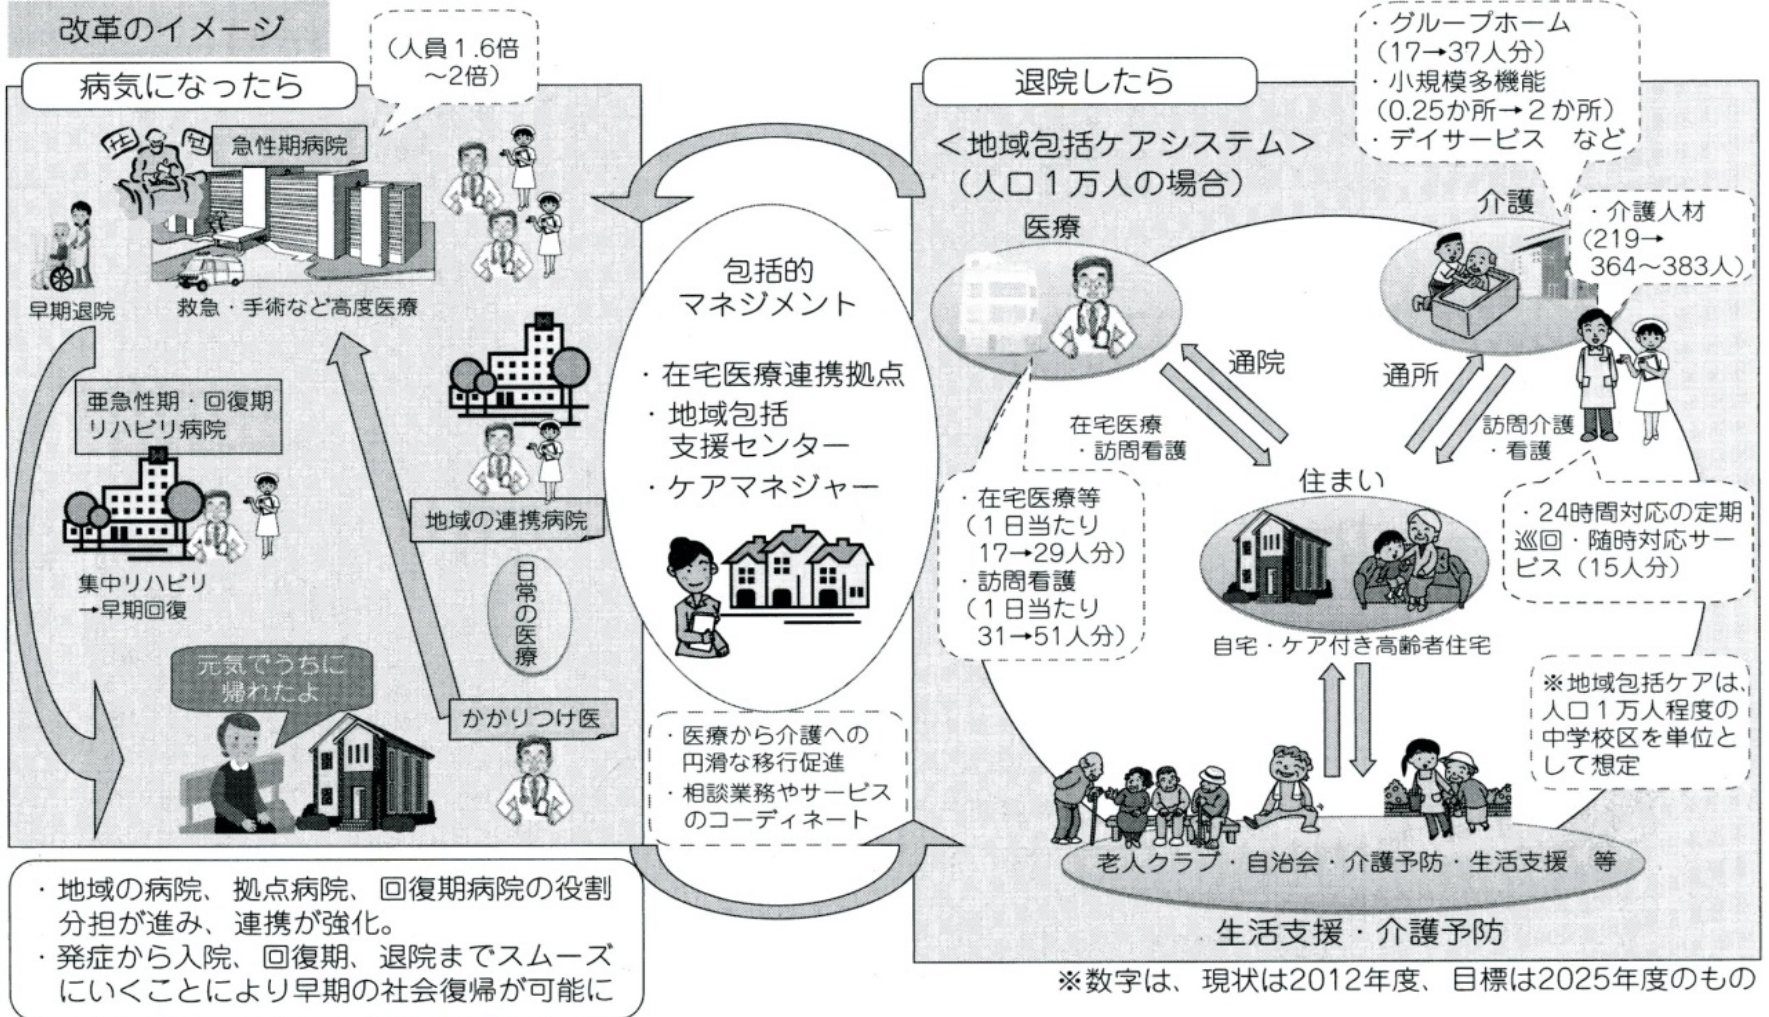 改革のイメージ
病気になったら
(人員1.6倍
～2倍)
急性期病院
早期退院
救急・手術など高度医療
亜急性期・回復期
リハビリ病院
集中リハビリ
→早期回復
地域の連携病院
日常の医療
元気でうちに
帰れたよ
かかりつけ医
・地域の病院、拠点病院、回復期病院の役割
分担が進み、連携が強化。
・発症から入院、回復期、退院までスムーズ
にいくことにより早期の社会復帰が可能に
包括的
マネジメント
・在宅医療連携拠点
・地域包括
支援センター
・ケアマネジャー
・医療から介護への
円滑な移行促進
・相談業務やサービス
のコーディネート
退院したら
＜地域包括ケアシステム＞
(人口1万人の場合)
・グループホーム
(17→37人分)
・小規模多機能
(0.25か所→2か所)
・デイサービス など
医療
介護
・介護人材
(219→
364～383人)
通院
在宅医療
・訪問看護
通所
訪問介護
・看護
・在宅医療等
(1日当たり
17→29人分)
・訪問看護
(1日当たり
31→51人分)
住まい
自宅・ケア付き高齢者住宅
・24時間対応の定期
巡回・随時対応サー
ビス(15人分)
※地域包括ケアは、
人口1万人程度の
中学校区を単位と
して想定
老人クラブ・自治会・介護予防・生活支援 等
生活支援・介護予防
※数字は、現状は2012年度、目標は2025年度のもの